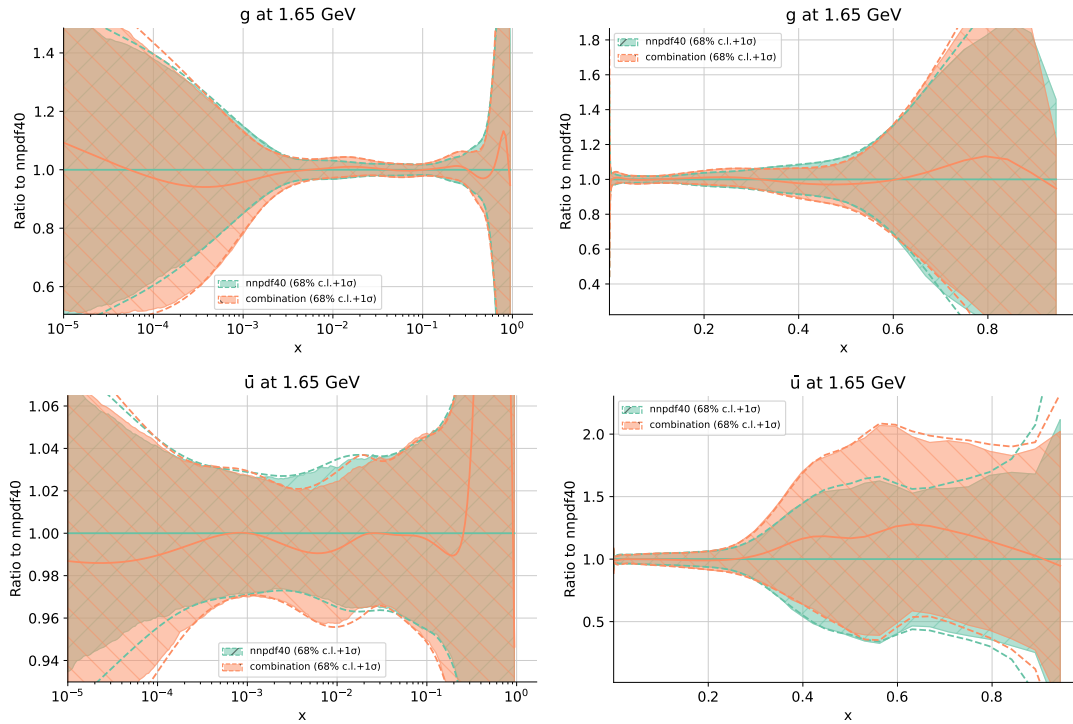 g at 1.65 GeV
Ratio to nnpdf40
1.4
1.2
1.0
0.8
0.6
nnpdf40 (68% c.l.+1σ)
combination (68% c.l.+1σ)
10⁻⁵ 10⁻⁴ 10⁻³ 10⁻² 10⁻¹ 10⁰
x
g at 1.65 GeV
Ratio to nnpdf40
nnpdf40 (68% c.l.+1σ)
combination (68% c.l.+1σ)
1.8
1.6
1.4
1.2
1.0
0.8
0.6
0.4
0.2 0.4 0.6 0.8
x
ū at 1.65 GeV
Ratio to nnpdf40
1.06
1.04
1.02
1.00
0.98
0.96
0.94
nnpdf40 (68% c.l.+1σ)
combination (68% c.l.+1σ)
10⁻⁵ 10⁻⁴ 10⁻³ 10⁻² 10⁻¹ 10⁰
x
ū at 1.65 GeV
Ratio to nnpdf40
nnpdf40 (68% c.l.+1σ)
combination (68% c.l.+1σ)
2.0
1.5
1.0
0.5
0.2 0.4 0.6 0.8
x